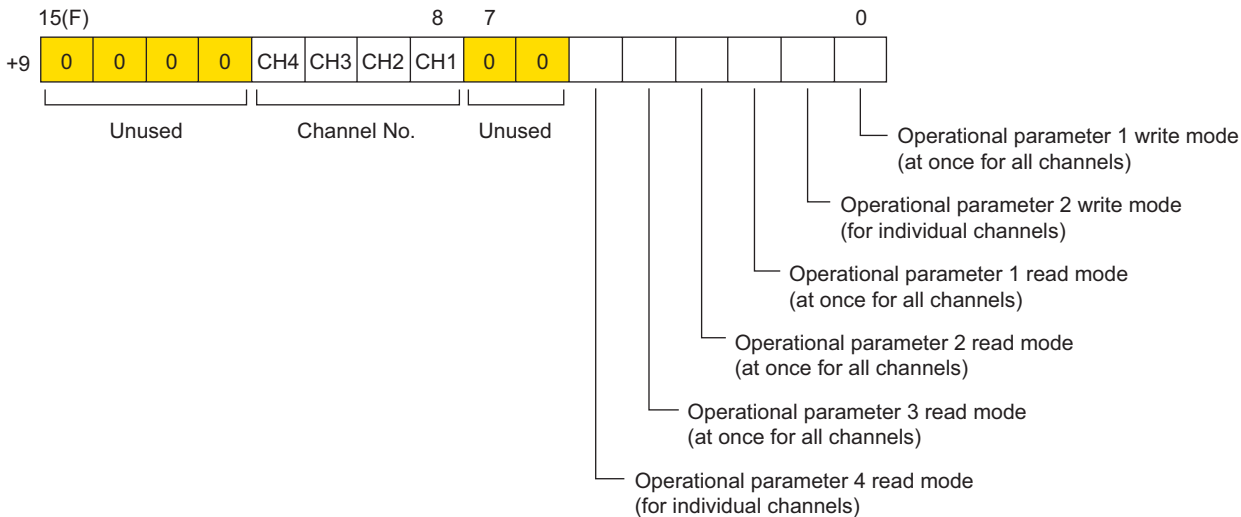 15(F) 8 7 0
+9 0 0 0 0 CH4 CH3 CH2 CH1 0 0
Unused Channel No. Unused
Operational parameter 1 write mode
(at once for all channels)
Operational parameter 2 write mode
(for individual channels)
Operational parameter 1 read mode
(at once for all channels)
Operational parameter 2 read mode
(at once for all channels)
Operational parameter 3 read mode
(at once for all channels)
Operational parameter 4 read mode
(for individual channels)